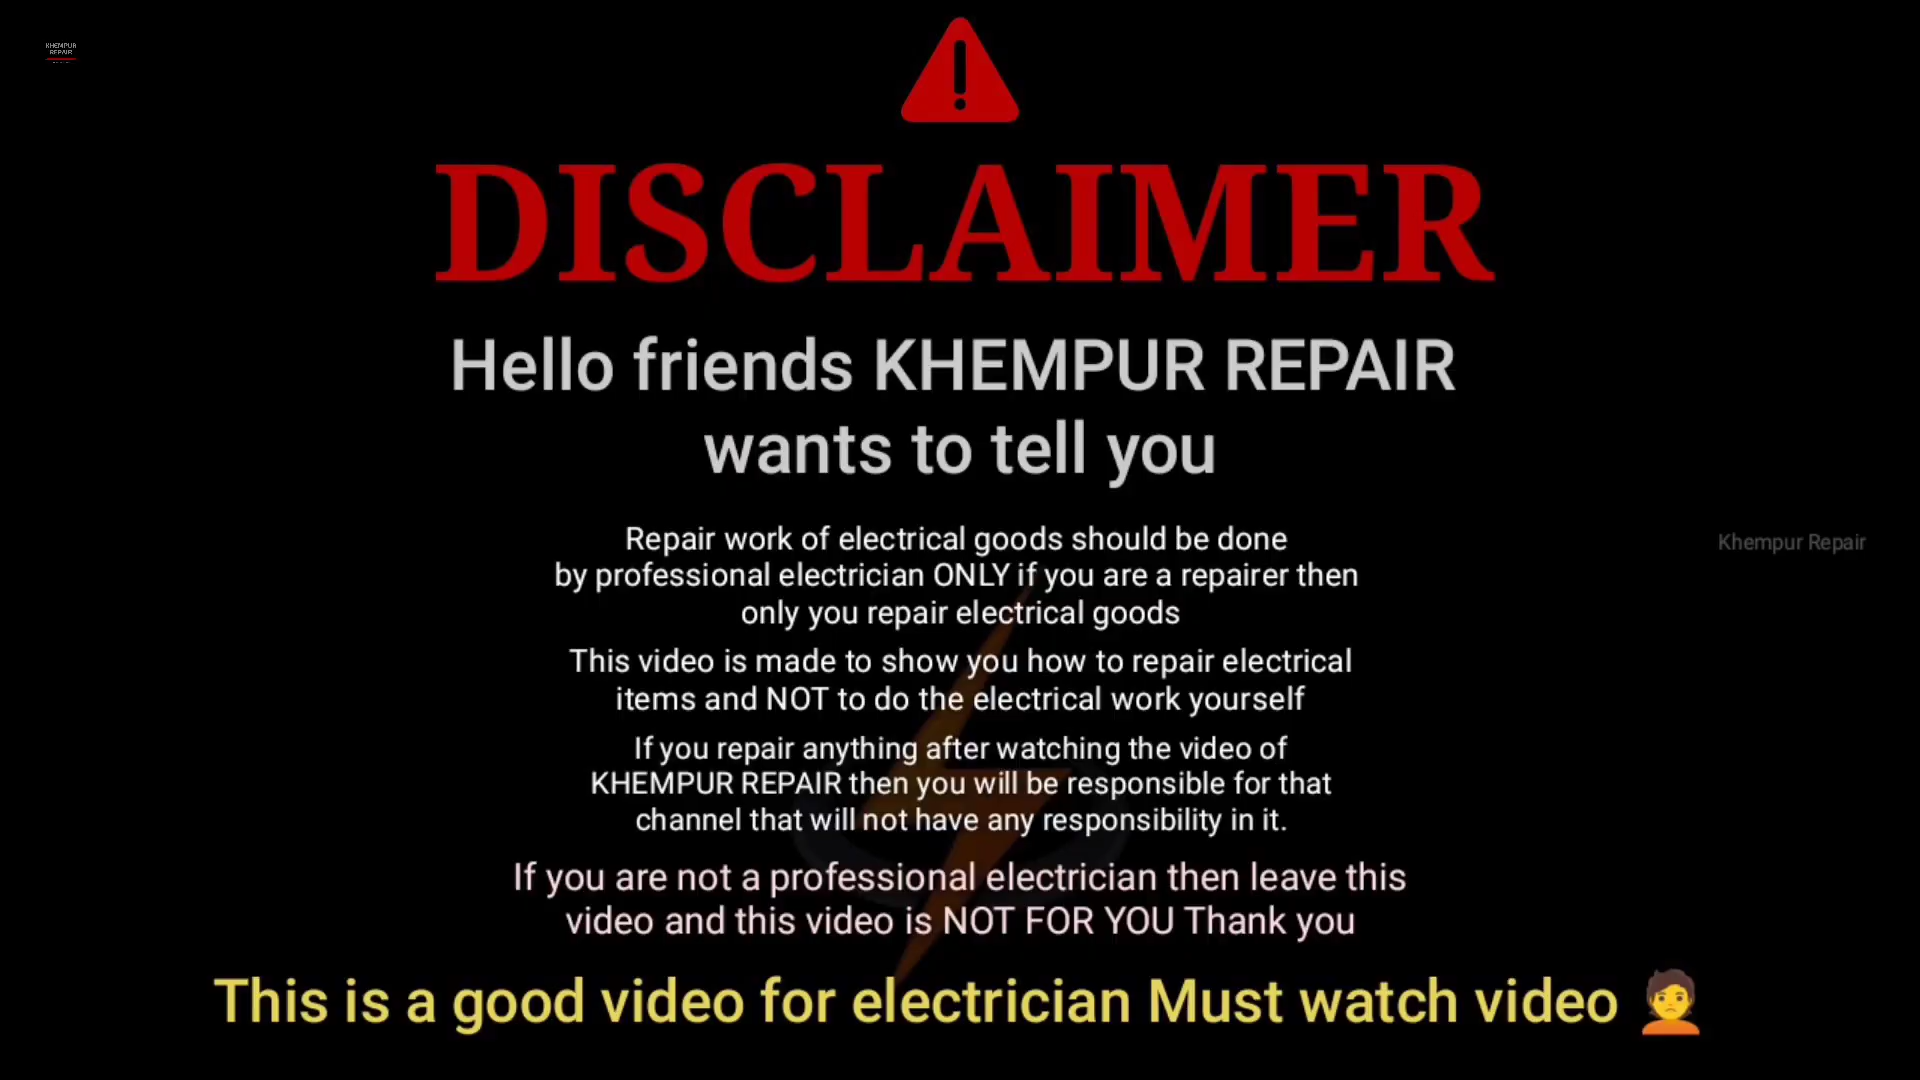 KHEMPUR
REPAIR
DISCLAIMER
Hello friends KHEMPUR REPAIR
wants to tell you
Repair work of electrical goods should be done
by professional electrician ONLY if you are a repairer then
only you repair electrical goods
Khempur Repair
This video is made to show you how to repair electrical
items and NOT to do the electrical work yourself
If you repair anything after watching the video of
KHEMPUR REPAIR then you will be responsible for that
channel that will not have any responsibility in it.
If you are not a professional electrician then leave this
video and this video is NOT FOR YOU Thank you
This is a good video for electrician Must watch video 🙍